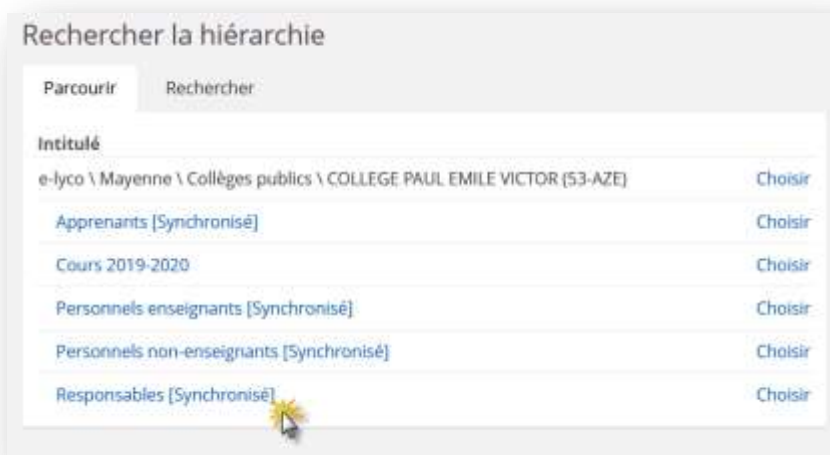 Rechercher la hiérarchie
Parcourir Rechercher
Intitulé
e-lyco \ Mayenne \ Collèges publics \ COLLEGE PAUL EMILE VICTOR (53-AZE) Choisir
Apprenants [Synchronisé] Choisir
Cours 2019-2020 Choisir
Personnels enseignants [Synchronisé] Choisir
Personnels non-enseignants [Synchronisé] Choisir
Responsables [Synchronisé] Choisir